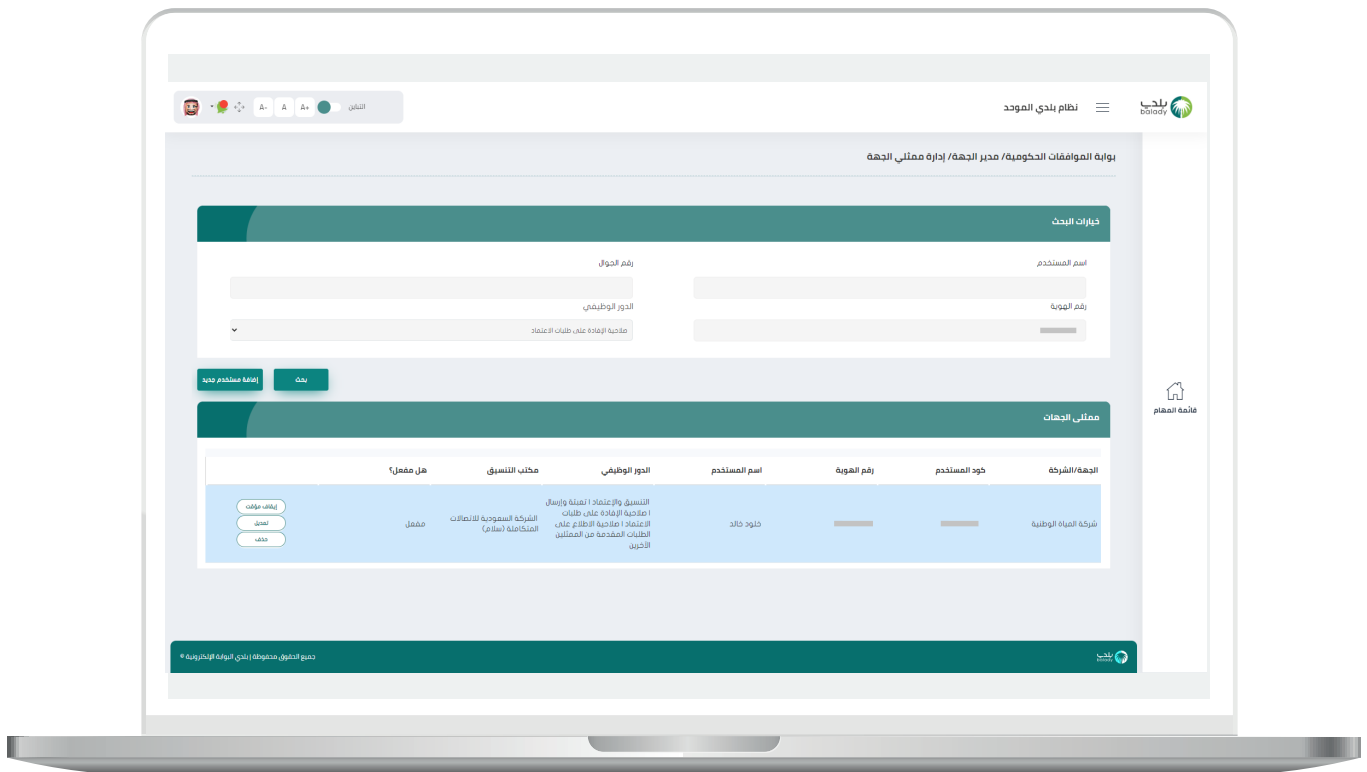 بلدي
balady
نظام بلدي الموحد
التباين
A+
A
A-
بوابة الموافقات الحكومية/ مدير الجهة/ إدارة ممثلي الجهة
خيارات البحث
اسم المستخدم
رقم الجوال
رقم الهوية
الدور الوظيفي
صلاحية الإفادة على طلبات الاعتماد
بحث
إضافة مستخدم جديد
قائمة المهام
ممثلى الجهات
الجهة/الشركة
كود المستخدم
رقم الهوية
اسم المستخدم
الدور الوظيفي
مكتب التنسيق
هل مفعل؟
شركة المياة الوطنية
خلود خالد
التنسيق والإعتماد | تعبئة وإرسال
| صلاحية الإفادة على طلبات
الاعتماد | صلاحية الاطلاع على
الطلبات المقدمة من الممثلين
الآخرين
الشركة السعودية للاتصالات
المتكاملة (سلام)
مفعل
إيقاف مؤقت
تعديل
حذف
بلدي
balady
جميع الحقوق محفوظة | بلدي البوابة الإلكترونية ©